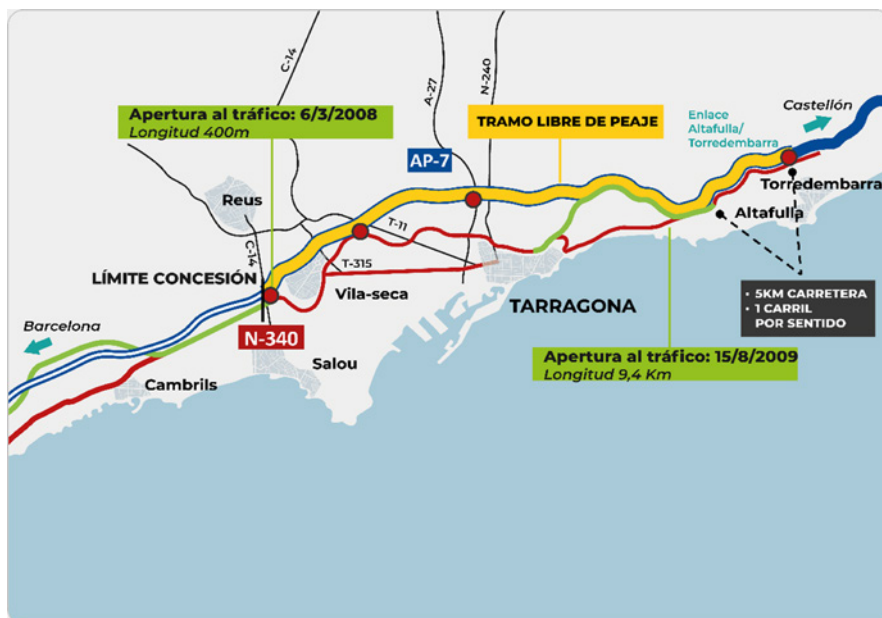 C-14
A-27
N-240
Castellón
Apertura al tráfico: 6/3/2008
Longitud 400m
TRAMO LIBRE DE PEAJE
Enlace
Altafulla/
Torredembarra
AP-7
Reus
Torredembarra
Altafulla
T-11
C-14
T-315
LÍMITE CONCESIÓN
Vila-seca
TARRAGONA
• 5KM CARRETERA
• 1 CARRIL
POR SENTIDO
Barcelona
N-340
Salou
Apertura al tráfico: 15/8/2009
Longitud 9,4 Km
Cambrils